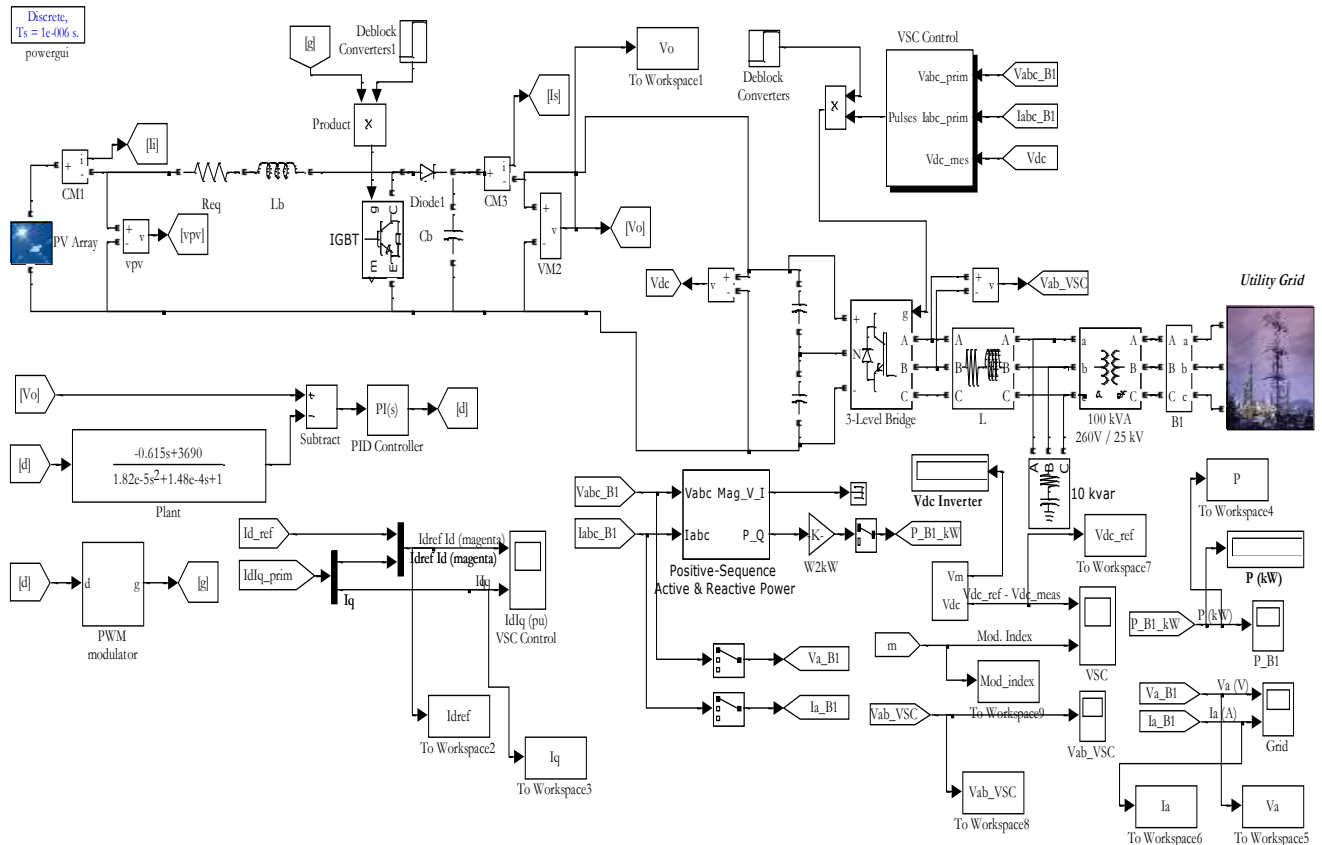 Discrete,
Ts = 1e-006 s.
powergui
[g]
Deblock
Converters1
Product
x
[Ii]
i
+
-
CM1
PV Array
+
-
v
vpv
[vpv]
Req
Lb
IGBT
g
C
m
E
Diode1
Cb
[Is]
+
i
-
CM3
+
-
v
VM2
[Vo]
Vo
To Workspace1
Deblock
Converters
x
VSC Control
Vabc_prim
Pulses Iabc_prim
Vdc_mes
Vabc_B1
Iabc_B1
Vdc
Vdc
v
+
-
+
-
v
Vab_VSC
g
+
N
-
A
B
C
3-Level Bridge
A
B
C
L
a
b
c
A
B
C
100 kVA
260V / 25 kV
A a
B b
C c
B1
Utility Grid
A
B
C
10 kvar
[Vo]
+
-
Subtract
PI(s)
PID Controller
[d]
[d]
-0.615s+3690
1.82e-5s2+1.48e-4s+1
Plant
[d]
d
g
PWM
modulator
[g]
Id_ref
IdIq_prim
Iq
Idref Id (magenta)
Idref Id (magenta)
Iq
IdIq (pu)
VSC Control
Idref
To Workspace2
Iq
To Workspace3
Vabc_B1
Iabc_B1
Vabc Mag_V_I
Iabc
P_Q
Positive-Sequence
Active & Reactive Power
-K-
W2kW
P_B1_kW
Va_B1
Ia_B1
Vdc Inverter
Vm
Vdc
Vdc_ref - Vdc_meas
Vdc_ref
To Workspace7
m
Mod. Index
VSC
Mod_index
To Workspace9
Vab_VSC
Vab_VSC
Vab_VSC
To Workspace8
P
To Workspace4
P (kW)
P_B1_kW
P (kW)
P_B1
Va_B1
Va (V)
Ia_B1
Ia (A)
Grid
Ia
To Workspace6
Va
To Workspace5